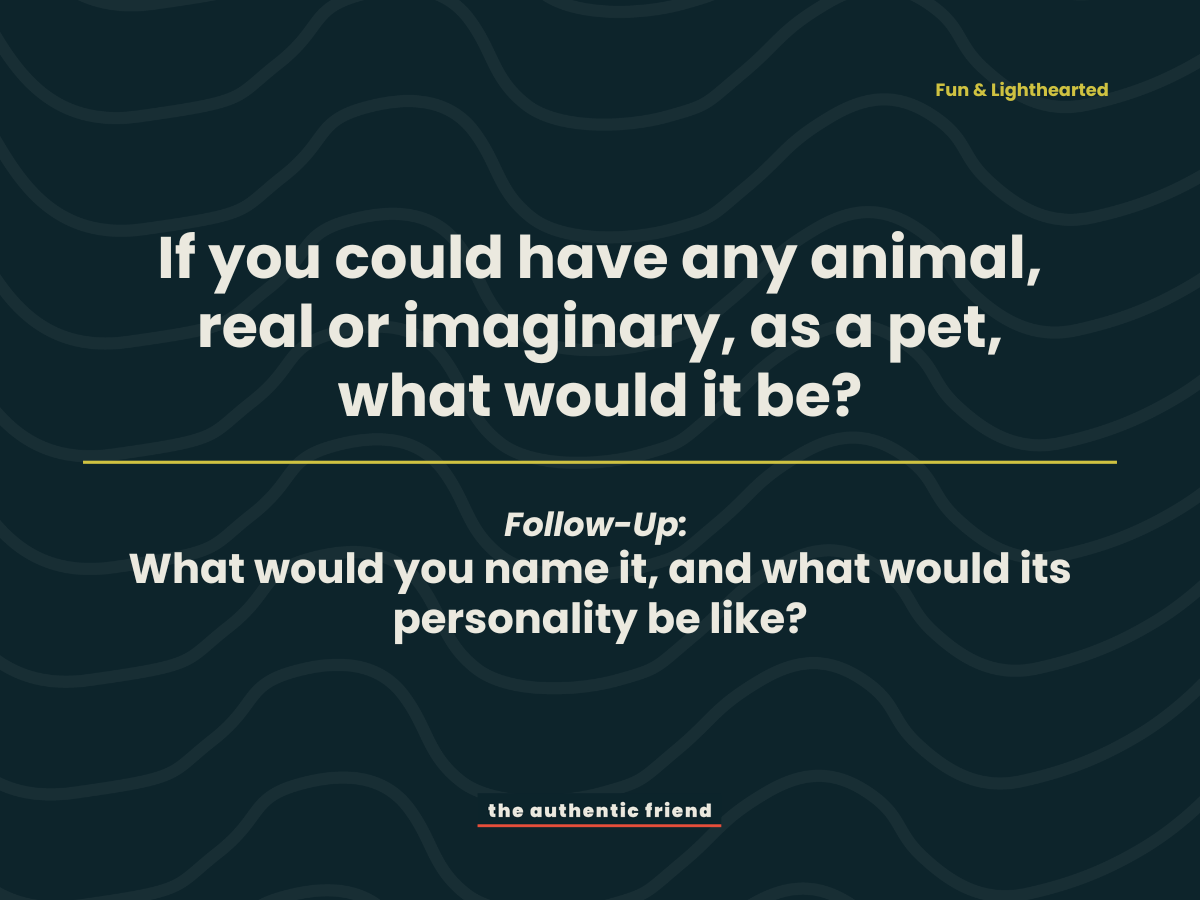 Fun & Lighthearted
If you could have any animal,
real or imaginary, as a pet,
what would it be?
Follow-Up:
What would you name it, and what would its
personality be like?
the authentic friend